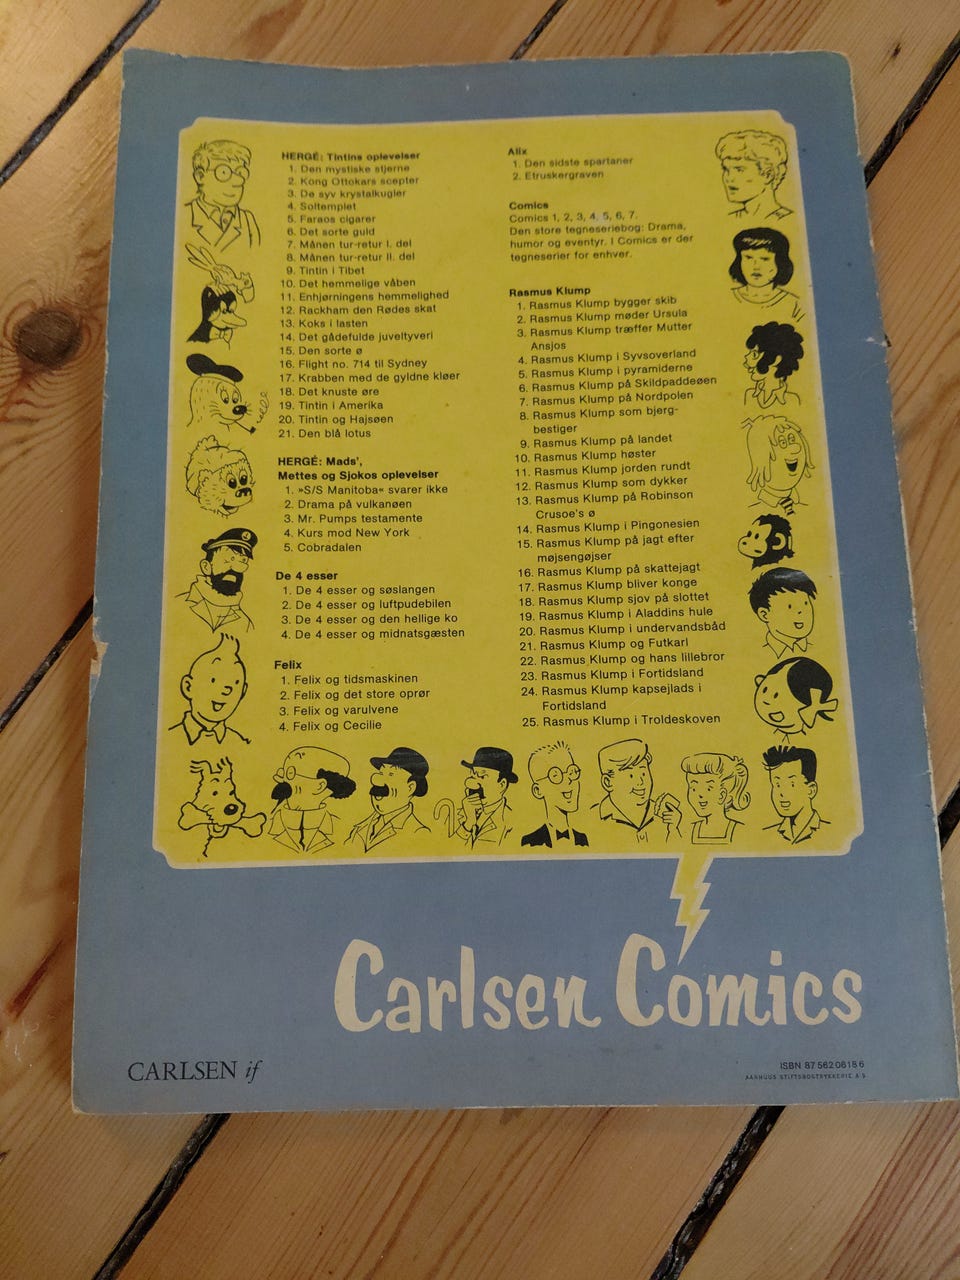 HERGÉ: Tintins oplevelser
1. Den mystiske stjerne
2. Kong Ottokars scepter
3. De syv krystalkugler
4. Soltemplet
5. Faraos cigarer
6. Det sorte guld
7. Månen tur-retur I. del
8. Månen tur-retur II. del
9. Tintin i Tibet
10. Det hemmelige våben
11. Enhjørningens hemmelighed
12. Rackham den Rødes skat
13. Koks i lasten
14. Det gådefulde juveltyveri
15. Den sorte ø
16. Flight no. 714 til Sydney
17. Krabben med de gyldne kløer
18. Det knuste øre
19. Tintin i Amerika
20. Tintin og Hajsøen
21. Den blå lotus
HERGÉ: Mads',
Mettes og Sjokos oplevelser
1. »S/S Manitoba« svarer ikke
2. Drama på vulkanøen
3. Mr. Pumps testamente
4. Kurs mod New York
5. Cobradalen
De 4 esser
1. De 4 esser og søslangen
2. De 4 esser og luftpudebilen
3. De 4 esser og den hellige ko
4. De 4 esser og midnatsgæsten
Felix
1. Felix og tidsmaskinen
2. Felix og det store oprør
3. Felix og varulvene
4. Felix og Cecilie
Alix
1. Den sidste spartaner
2. Etruskergraven
Comics
Comics 1, 2, 3, 4, 5, 6, 7.
Den store tegneseriebog: Drama,
humor og eventyr. I Comics er der
tegneserier for enhver.
Rasmus Klump
1. Rasmus Klump bygger skib
2. Rasmus Klump møder Ursula
3. Rasmus Klump træffer Mutter
Ansjos
4. Rasmus Klump i Syvsoverland
5. Rasmus Klump i pyramiderne
6. Rasmus Klump på Skildpaddeøen
7. Rasmus Klump på Nordpolen
8. Rasmus Klump som bjerg-
bestiger
9. Rasmus Klump på landet
10. Rasmus Klump høster
11. Rasmus Klump jorden rundt
12. Rasmus Klump som dykker
13. Rasmus Klump på Robinson
Crusoe's ø
14. Rasmus Klump i Pingonesien
15. Rasmus Klump på jagt efter
møjsengøjser
16. Rasmus Klump på skattejagt
17. Rasmus Klump bliver konge
18. Rasmus Klump sjov på slottet
19. Rasmus Klump i Aladdins hule
20. Rasmus Klump i undervandsbåd
21. Rasmus Klump og Futkarl
22. Rasmus Klump og hans lillebror
23. Rasmus Klump i Fortidsland
24. Rasmus Klump kapsejlads i
Fortidsland
25. Rasmus Klump i Troldeskoven
Carlsen Comics
CARLSEN if
ISBN 87 562 0618 6
AARHUUS STIFTSBOGTRYKKERIE A/S